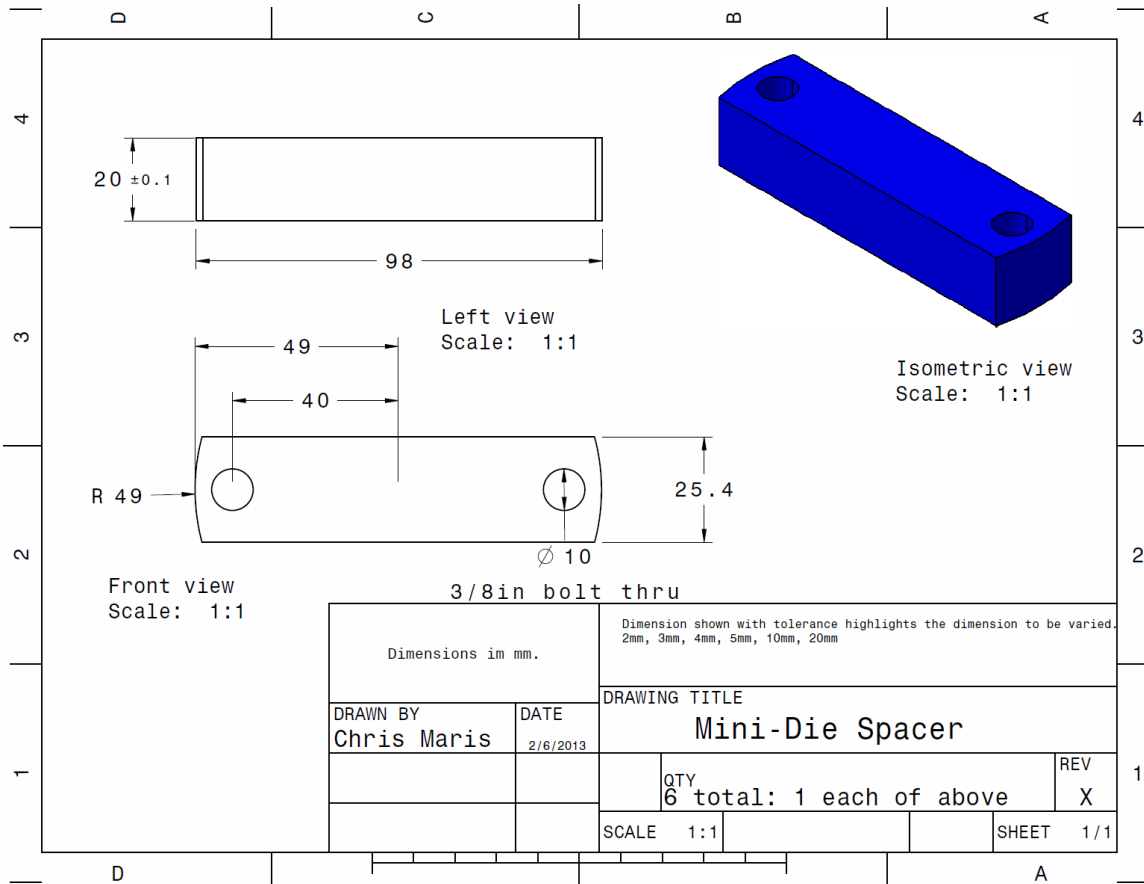 D C B A
4 4
20 ±0.1
98
Left view
Scale: 1:1
3 3
49
40
Isometric view
Scale: 1:1
R 49
25.4
Ø 10
2 2
Front view
Scale: 1:1
3/8in bolt thru
Dimensions im mm.
Dimension shown with tolerance highlights the dimension to be varied.
2mm, 3mm, 4mm, 5mm, 10mm, 20mm
DRAWING TITLE
Mini-Die Spacer
DRAWN BY
Chris Maris
DATE
2/6/2013
1 1
QTY
6 total: 1 each of above
REV
X
SCALE 1:1
SHEET 1/1
D A